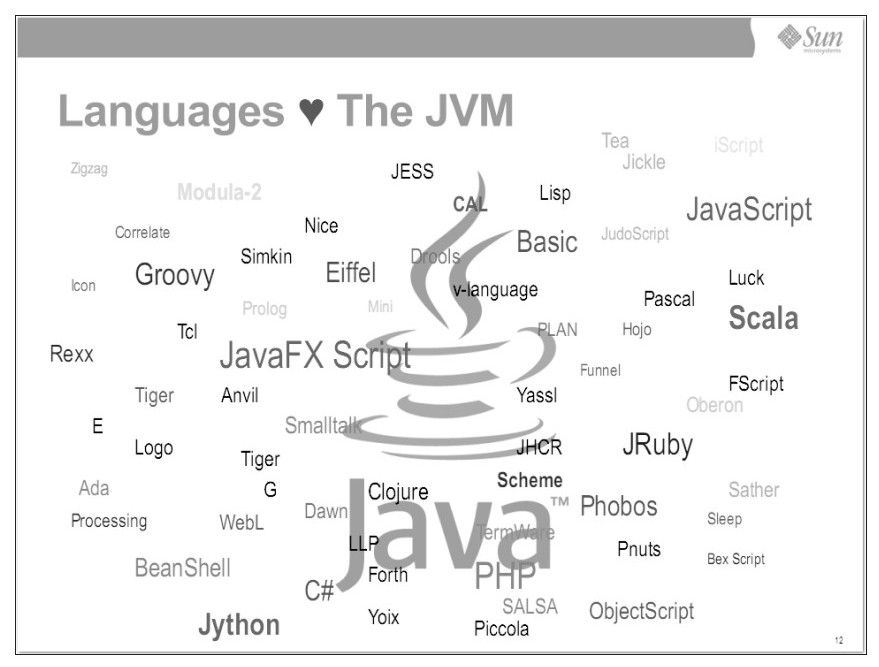 Sun
microsystems
Languages ♥ The JVM
Tea
iScript
Jickle
Zigzag
JESS
Modula-2
CAL
Lisp
JavaScript
Nice
Correlate
JudoScript
Basic
Simkin
Drools
Groovy
Eiffel
Luck
Icon
v-language
Pascal
Prolog
Mini
Scala
Tcl
PLAN
Hojo
Rexx
JavaFX Script
Funnel
FScript
Tiger
Anvil
Yassl
Oberon
E
Smalltalk
Logo
JHCR
JRuby
Tiger
Scheme
Ada
G
Clojure
Sather
Phobos
Java™
Processing
WebL
Dawn
Sleep
TermWare
LLP
Pnuts
Bex Script
BeanShell
Forth
PHP
C#
SALSA
ObjectScript
Yoix
Jython
Piccola
12